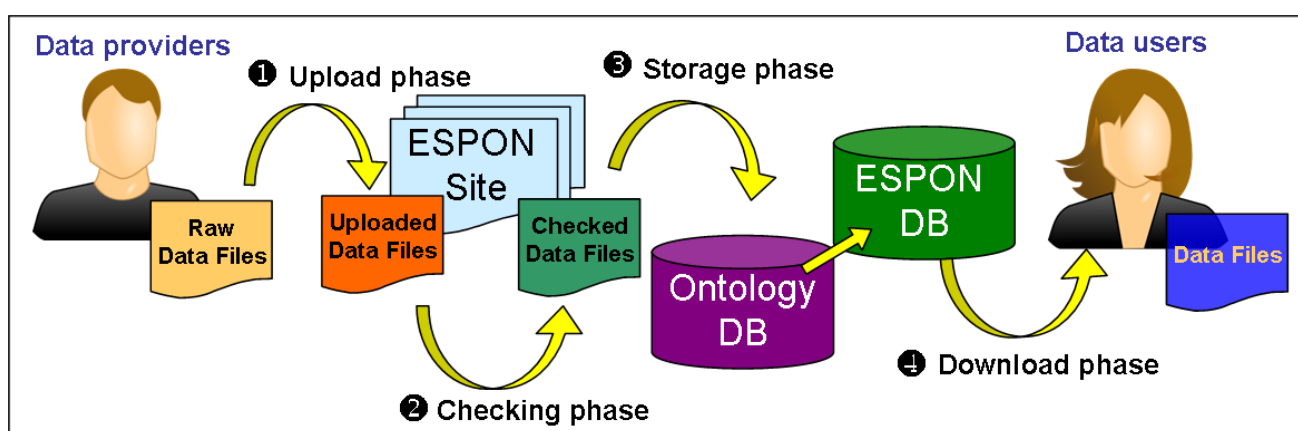 Data providers
❶ Upload phase
❸ Storage phase
Data users
ESPON
Site
ESPON
DB
Raw
Data Files
Uploaded
Data Files
Checked
Data Files
Data Files
Ontology
DB
❹ Download phase
❷ Checking phase